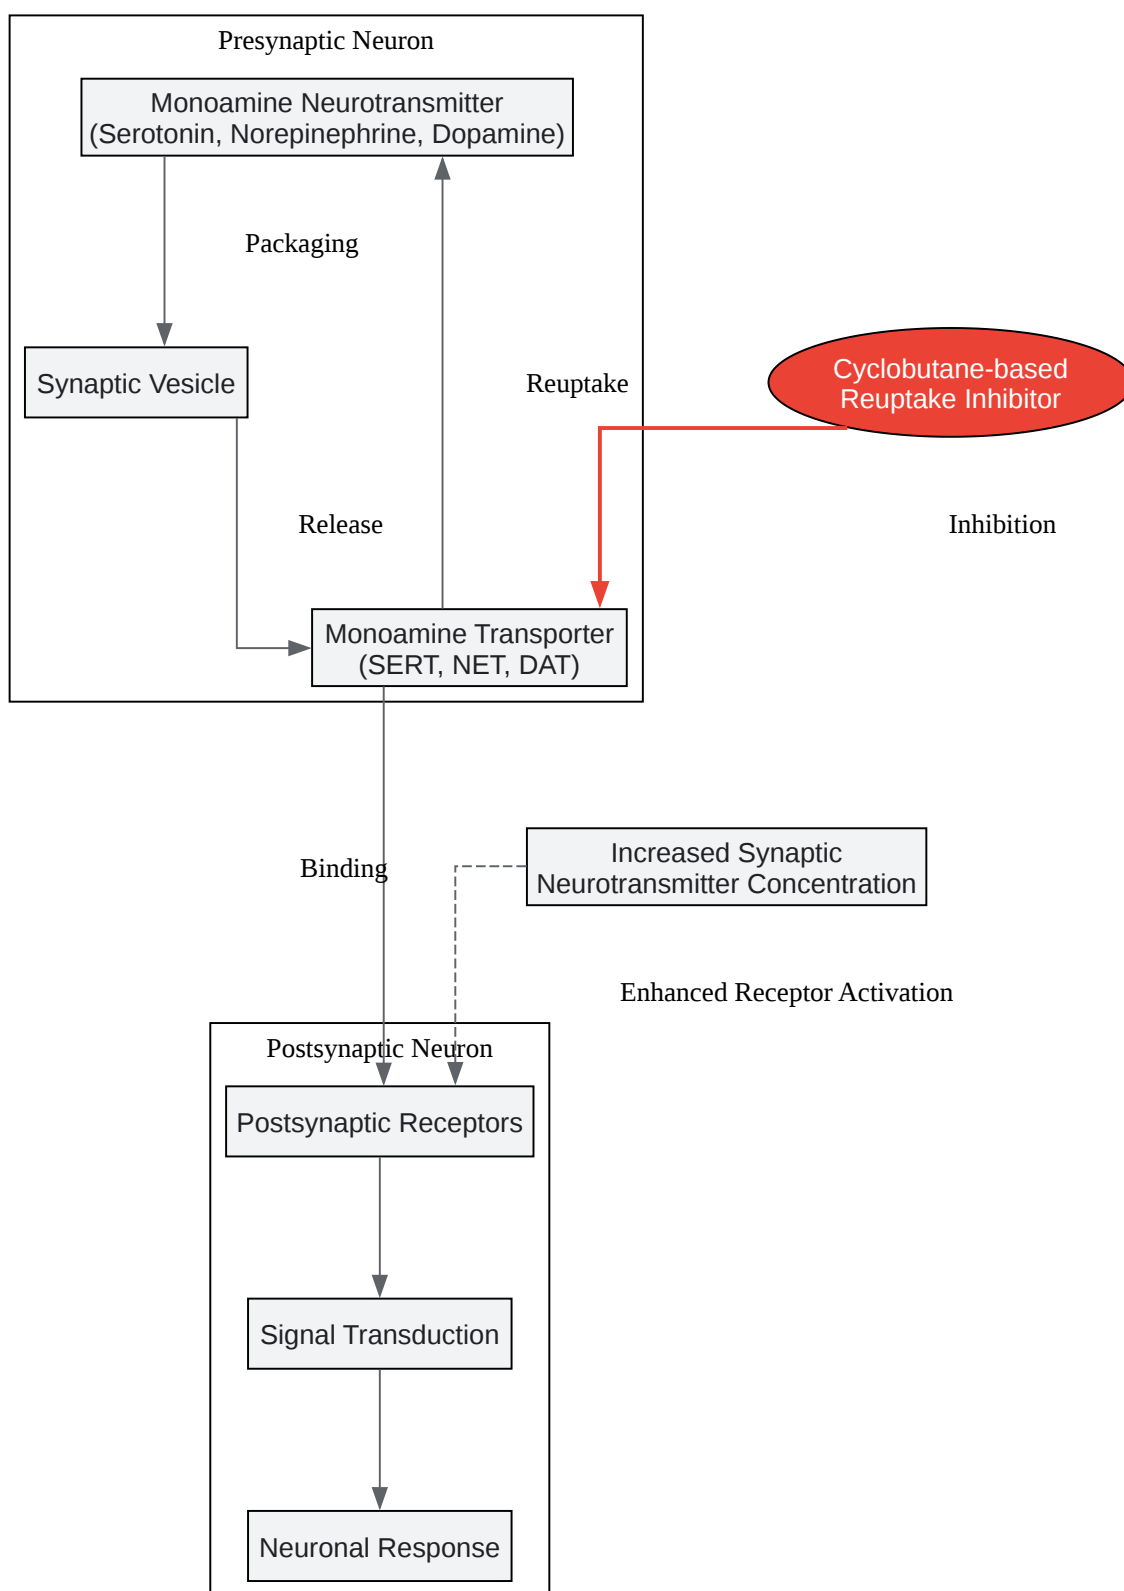 Presynaptic Neuron
Monoamine Neurotransmitter
(Serotonin, Norepinephrine, Dopamine)
Packaging
Synaptic Vesicle
Reuptake
Cyclobutane-based
Reuptake Inhibitor
Release
Inhibition
Monoamine Transporter
(SERT, NET, DAT)
Binding
Increased Synaptic
Neurotransmitter Concentration
Enhanced Receptor Activation
Postsynaptic Neuron
Postsynaptic Receptors
Signal Transduction
Neuronal Response